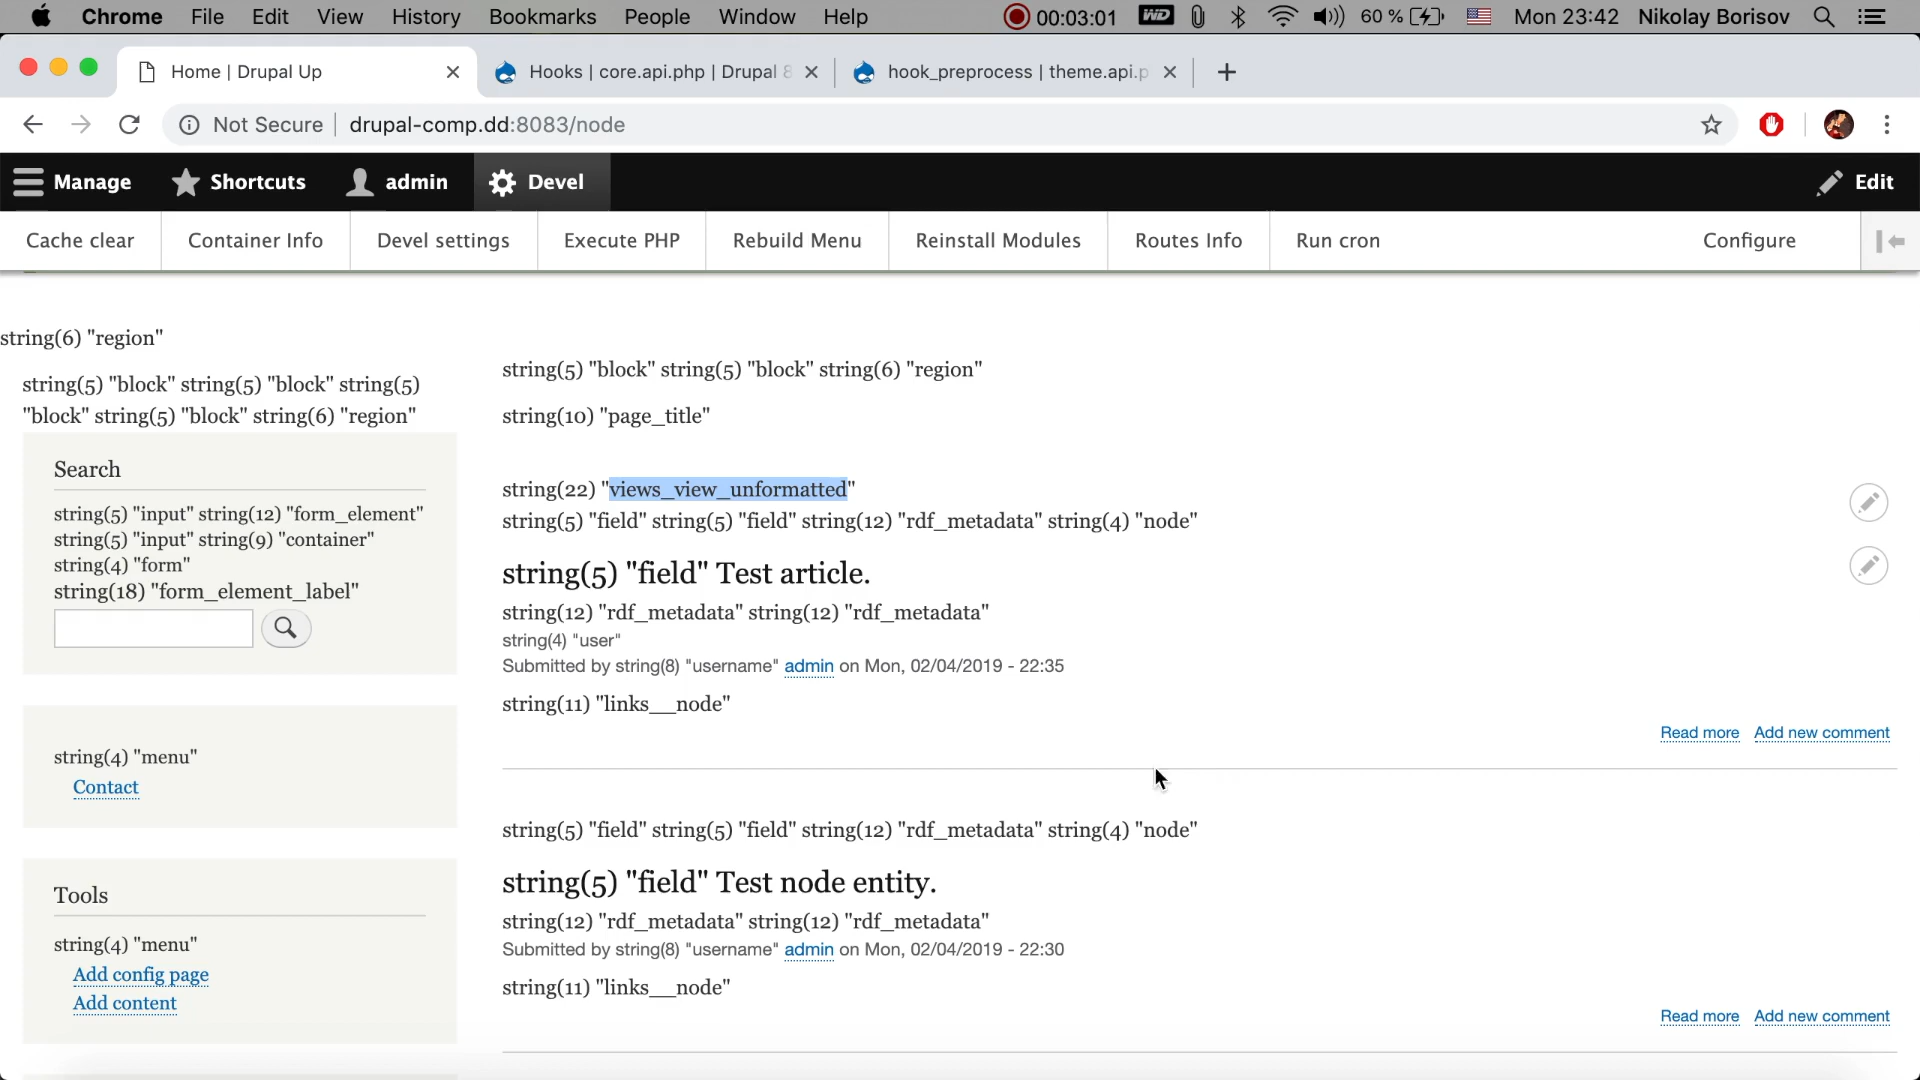 Chrome File Edit View History Bookmarks People Window Help 00:03:01 WD 60 % Mon 23:42 Nikolay Borisov
Home | Drupal Up Hooks | core.api.php | Drupal 8 hook_preprocess | theme.api.p
Not Secure drupal-comp.dd:8083/node
Manage Shortcuts admin Devel Edit
Cache clear Container Info Devel settings Execute PHP Rebuild Menu Reinstall Modules Routes Info Run cron Configure
string(6) "region"
string(5) "block" string(5) "block" string(5)
"block" string(5) "block" string(6) "region"
Search
string(5) "input" string(12) "form_element"
string(5) "input" string(9) "container"
string(4) "form"
string(18) "form_element_label"
string(4) "menu"
Contact
Tools
string(4) "menu"
Add config page
Add content
string(5) "block" string(5) "block" string(6) "region"
string(10) "page_title"
string(22) "views_view_unformatted"
string(5) "field" string(5) "field" string(12) "rdf_metadata" string(4) "node"
string(5) "field" Test article.
string(12) "rdf_metadata" string(12) "rdf_metadata"
string(4) "user"
Submitted by string(8) "username" admin on Mon, 02/04/2019 - 22:35
string(11) "links__node"
Read more Add new comment
string(5) "field" string(5) "field" string(12) "rdf_metadata" string(4) "node"
string(5) "field" Test node entity.
string(12) "rdf_metadata" string(12) "rdf_metadata"
Submitted by string(8) "username" admin on Mon, 02/04/2019 - 22:30
string(11) "links__node"
Read more Add new comment